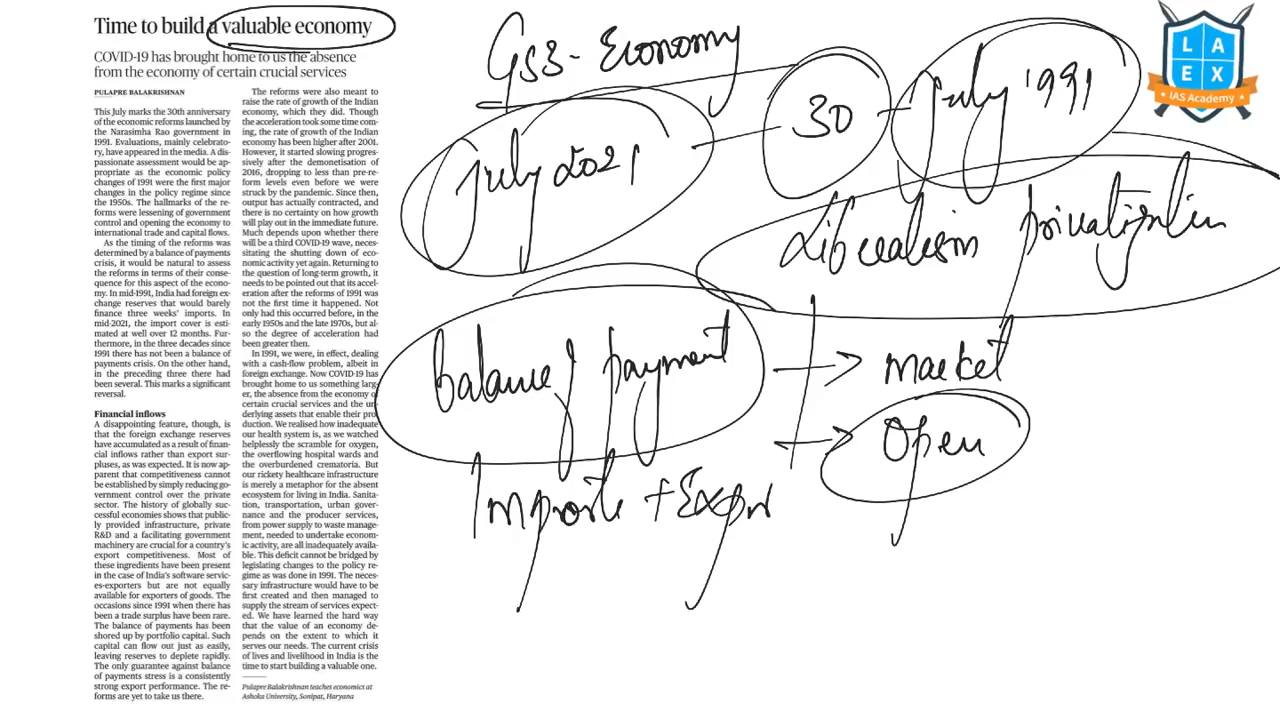 Time to build a valuable economy
COVID-19 has brought home to us the absence
from the economy of certain crucial services
PULAPRE BALAKRISHNAN
This July marks the 30th anniversary
of the economic reforms launched by
the Narasimha Rao government in
1991. Evaluations, mainly celebrato-
ry, have appeared in the media. A dis-
passionate assessment would be ap-
propriate as the economic policy
changes of 1991 were the first major
changes in the policy regime since
the 1950s. The hallmarks of the re-
forms were lessening of government
control and opening the economy to
international trade and capital flows.
As the timing of the reforms was
determined by a balance of payments
crisis, it would be natural to assess
the reforms in terms of their conse-
quence for this aspect of the econo-
my. In mid-1991, India had foreign ex-
change reserves that would barely
finance three weeks' imports. In
mid-2021, the import cover is esti-
mated at well over 12 months. Fur-
thermore, in the three decades since
1991 there has not been a balance of
payments crisis. On the other hand,
in the preceding three there had
been several. This marks a significant
reversal.
Financial inflows
A disappointing feature, though, is
that the foreign exchange reserves
have accumulated as a result of finan-
cial inflows rather than export sur-
pluses, as was expected. It is now ap-
parent that competitiveness cannot
be established by simply reducing go-
vernment control over the private
sector. The history of globally suc-
cessful economies shows that public-
ly provided infrastructure, private
R&D and a facilitating government
machinery are crucial for a country's
export competitiveness. Most of
these ingredients have been present
in the case of India's software servic-
es-exporters but are not equally
available for exporters of goods. The
occasions since 1991 when there has
been a trade surplus have been rare.
The balance of payments has been
shored up by portfolio capital. Such
capital can flow out just as easily,
leaving reserves to deplete rapidly.
The only guarantee against balance
of payments stress is a consistently
strong export performance. The re-
forms are yet to take us there.
The reforms were also meant to
raise the rate of growth of the Indian
economy, which they did. Though
the acceleration took some time com-
ing, the rate of growth of the Indian
economy has been higher after 2001.
However, it started slowing progres-
sively after the demonetisation of
2016, dropping to less than pre-re-
form levels even before we were
struck by the pandemic. Since then,
output has actually contracted, and
there is no certainty on how growth
will play out in the immediate future.
Much depends upon whether there
will be a third COVID-19 wave, neces-
sitating the shutting down of eco-
nomic activity yet again. Returning to
the question of long-term growth, it
needs to be pointed out that its accel-
eration after the reforms of 1991 was
not the first time it happened. Not
only had this occurred before, in the
early 1950s and the late 1970s, but al-
so the degree of acceleration had
been greater then.
In 1991, we were, in effect, dealing
with a cash-flow problem, albeit in
foreign exchange. Now COVID-19 has
brought home to us something larg-
er, the absence from the economy of
certain crucial services and the un-
derlying assets that enable their pro-
duction. We realised how inadequate
our health system is, as we watched
helplessly the scramble for oxygen,
the overflowing hospital wards and
the overburdened crematoria. But
our rickety healthcare infrastructure
is merely a metaphor for the absent
ecosystem for living in India. Sanita-
tion, transportation, urban gover-
nance and the producer services,
from power supply to waste manage-
ment, needed to undertake econom-
ic activity, are all inadequately availa-
ble. This deficit cannot be bridged by
legislating changes to the policy re-
gime as was done in 1991. The neces-
sary infrastructure would have to be
first created and then managed to
supply the stream of services expect-
ed. We have learned the hard way
that the value of an economy de-
pends on the extent to which it
serves our needs. The current crisis
of lives and livelihood in India is the
time to start building a valuable one.
Pulapre Balakrishnan teaches economics at
Ashoka University, Sonipat, Haryana
GS3- Economy
July 2021
30
July 1991
Liberalism privatization
Balance of payment
market
Open
Imports + Export
L A
E X
IAS Academy